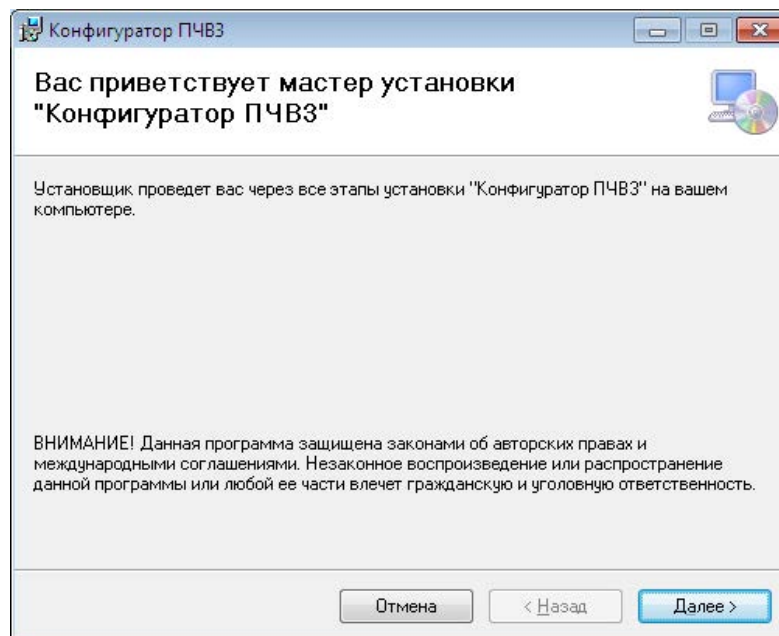 Конфигуратор ПЧВ3
Вас приветствует мастер установки
"Конфигуратор ПЧВ3"
Установщик проведет вас через все этапы установки "Конфигуратор ПЧВ3" на вашем
компьютере.
ВНИМАНИЕ! Данная программа защищена законами об авторских правах и
международными соглашениями. Незаконное воспроизведение или распространение
данной программы или любой ее части влечет гражданскую и уголовную ответственность.
Отмена
< Назад
Далее >